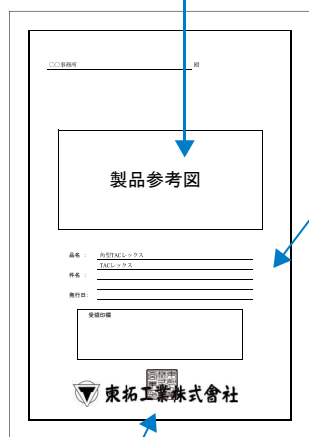 〇〇事務所 殿
製品参考図
品名 : 角型TACレックス
TACレックス
件名 :
発行日:
受領印欄
東拓工業株式會社